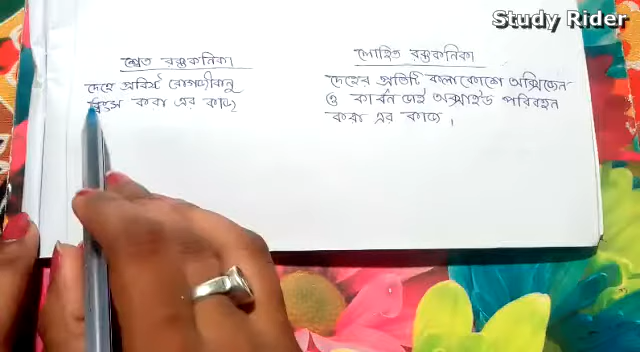 Study Rider
শ্বেত রক্তকনিকা
দেহে প্রবিষ্ঠ রোগজীবানু
ধ্বংস করা এর কাজ
লোহিত রক্তকনিকা
দেহের প্রতিটি কলা কোশে অক্সিজেন
ও কার্বন ডাই অক্সাইড পরিবহন
করা এর কাজ ।